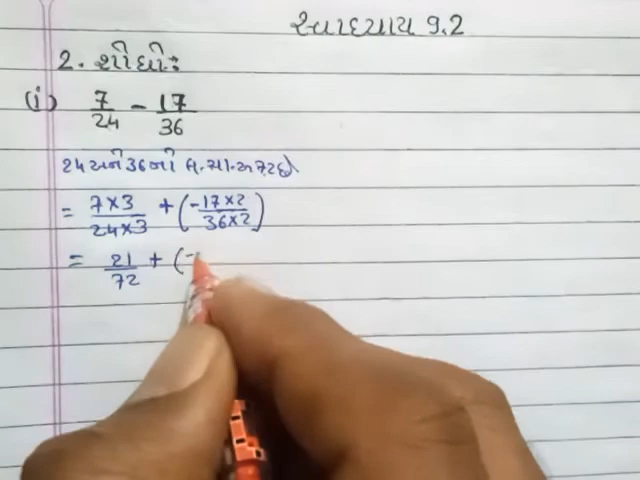 સ્વાધ્યાય 9.2
2. શોધો:
(i) 7/24 - 17/36
24 અને 36 નો લ.સા.અ 72 છે
= 7×3/24×3 + (-17×2/36×2)
= 21/72 + (-